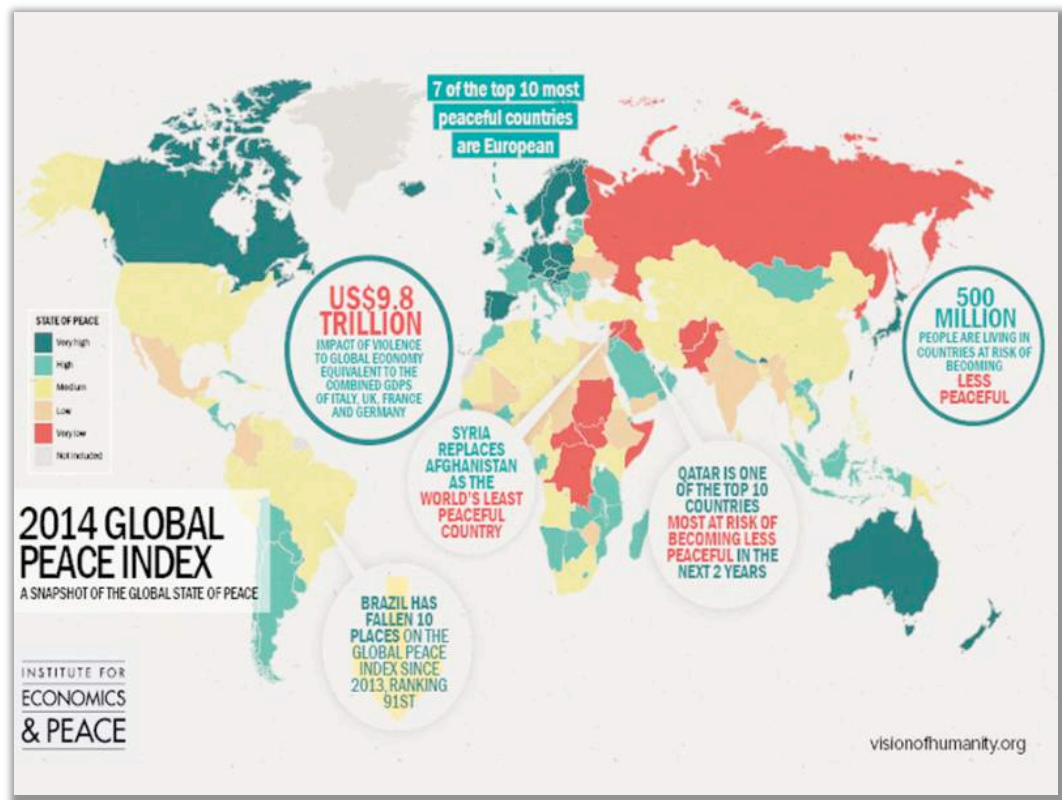 7 of the top 10 most
peaceful countries
are European
US$9.8
TRILLION
IMPACT OF VIOLENCE
TO GLOBAL ECONOMY
EQUIVALENT TO THE
COMBINED GDPS
OF ITALY, UK, FRANCE
AND GERMANY
500
MILLION
PEOPLE ARE LIVING IN
COUNTRIES AT RISK OF
BECOMING
LESS
PEACEFUL
STATE OF PEACE
Very high
High
Medium
Low
Very low
Not included
SYRIA
REPLACES
AFGHANISTAN
AS THE
WORLD'S LEAST
PEACEFUL
COUNTRY
QATAR IS ONE
OF THE TOP 10
COUNTRIES
MOST AT RISK OF
BECOMING LESS
PEACEFUL IN THE
NEXT 2 YEARS
2014 GLOBAL
PEACE INDEX
A SNAPSHOT OF THE GLOBAL STATE OF PEACE
BRAZIL HAS
FALLEN 10
PLACES ON THE
GLOBAL PEACE
INDEX SINCE
2013, RANKING
91ST
INSTITUTE FOR
ECONOMICS
& PEACE
visionofhumanity.org